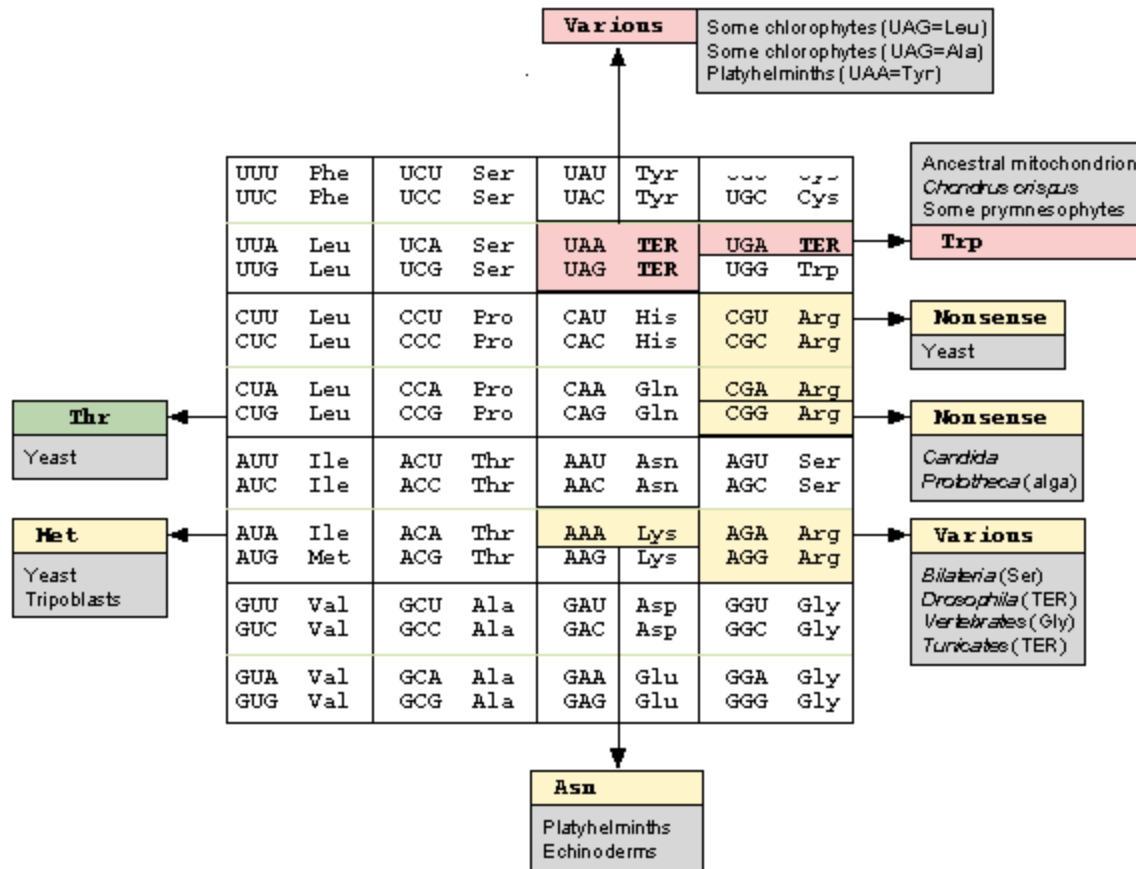 Various
Some chlorophytes (UAG=Leu)
Some chlorophytes (UAG=Ala)
Platyhelminths (UAA=Tyr)
Ancestral mitochondrion
Chondrus crispus
Some prymnesophytes
Trp
UUU Phe UCU Ser UAU Tyr
UUC Phe UCC Ser UAC Tyr UGC Cys
UUA Leu UCA Ser UAA TER UGA TER
UUG Leu UCG Ser UAG TER UGG Trp
CUU Leu CCU Pro CAU His CGU Arg
CUC Leu CCC Pro CAC His CGC Arg
CUA Leu CCA Pro CAA Gln CGA Arg
CUG Leu CCG Pro CAG Gln CGG Arg
AUU Ile ACU Thr AAU Asn AGU Ser
AUC Ile ACC Thr AAC Asn AGC Ser
AUA Ile ACA Thr AAA Lys AGA Arg
AUG Met ACG Thr AAG Lys AGG Arg
GUU Val GCU Ala GAU Asp GGU Gly
GUC Val GCC Ala GAC Asp GGC Gly
GUA Val GCA Ala GAA Glu GGA Gly
GUG Val GCG Ala GAG Glu GGG Gly
Nonsense
Yeast
Nonsense
Candida
Prototheca (alga)
Various
Bilateria (Ser)
Drosophila (TER)
Vertebrates (Gly)
Tunicates (TER)
Thr
Yeast
Met
Yeast
Tripoblasts
Asn
Platyhelminths
Echinoderms